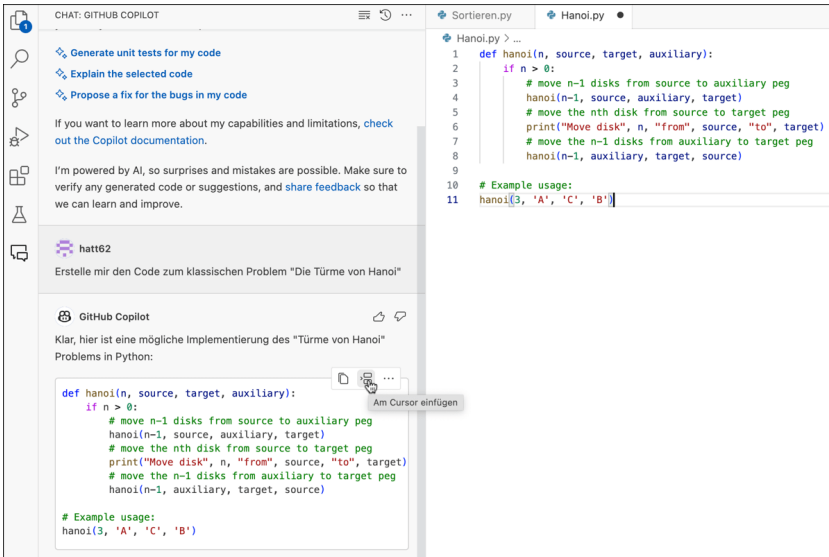 CHAT: GITHUB COPILOT
Generate unit tests for my code
Explain the selected code
Propose a fix for the bugs in my code
If you want to learn more about my capabilities and limitations, check
out the Copilot documentation.
I'm powered by AI, so surprises and mistakes are possible. Make sure to
verify any generated code or suggestions, and share feedback so that
we can learn and improve.
hatt62
Erstelle mir den Code zum klassischen Problem "Die Türme von Hanoi"
GitHub Copilot
Klar, hier ist eine mögliche Implementierung des "Türme von Hanoi"
Problems in Python:
Am Cursor einfügen
def hanoi(n, source, target, auxiliary):
    if n > 0:
        # move n-1 disks from source to auxiliary peg
        hanoi(n-1, source, auxiliary, target)
        # move the nth disk from source to target peg
        print("Move disk", n, "from", source, "to", target)
        # move the n-1 disks from auxiliary to target peg
        hanoi(n-1, auxiliary, target, source)
# Example usage:
hanoi(3, 'A', 'C', 'B')
1
Sortieren.py
Hanoi.py
Hanoi.py > ...
1 def hanoi(n, source, target, auxiliary):
2     if n > 0:
3         # move n-1 disks from source to auxiliary peg
4         hanoi(n-1, source, auxiliary, target)
5         # move the nth disk from source to target peg
6         print("Move disk", n, "from", source, "to", target)
7         # move the n-1 disks from auxiliary to target peg
8         hanoi(n-1, auxiliary, target, source)
9
10 # Example usage:
11 hanoi(3, 'A', 'C', 'B')